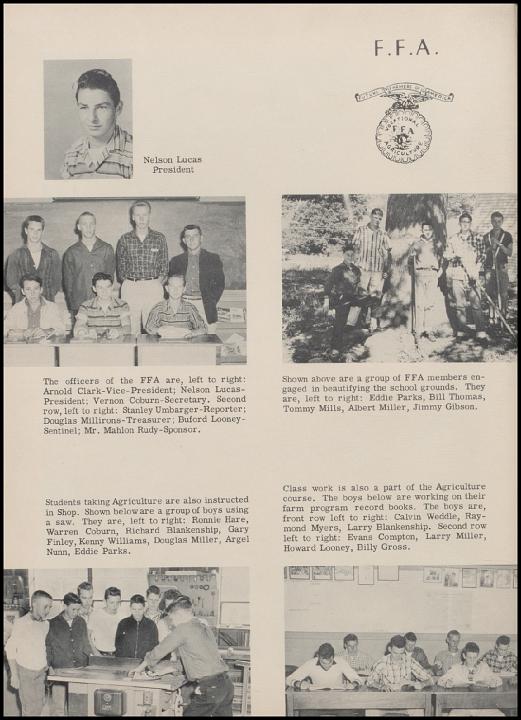 F.F.A.
FUTURE FARMERS OF AMERICA
VOCATIONAL
FFA
AGRICULTURE
Nelson Lucas
President
The officers of the FFA are, left to right:
Arnold Clark-Vice-President; Nelson Lucas-
President; Vernon Coburn-Secretary. Second
row, left to right: Stanley Umbarger-Reporter;
Douglas Millirons-Treasurer; Buford Looney-
Sentinel; Mr. Mahlon Rudy-Sponsor.
Shown above are a group of FFA members en-
gaged in beautifying the school grounds. They
are, left to right: Eddie Parks, Bill Thomas,
Tommy Mills, Albert Miller, Jimmy Gibson.
Students taking Agriculture are also instructed
in Shop. Shown below are a group of boys using
a saw. They are, left to right: Ronnie Hare,
Warren Coburn, Richard Blankenship, Gary
Finley, Kenny Williams, Douglas Miller, Argel
Nunn, Eddie Parks.
Class work is also a part of the Agriculture
course. The boys below are working on their
farm program record books. The boys are,
front row left to right: Calvin Weddle, Ray-
mond Myers, Larry Blankenship. Second row
left to right: Evans Compton, Larry Miller,
Howard Looney, Billy Gross.
FFA